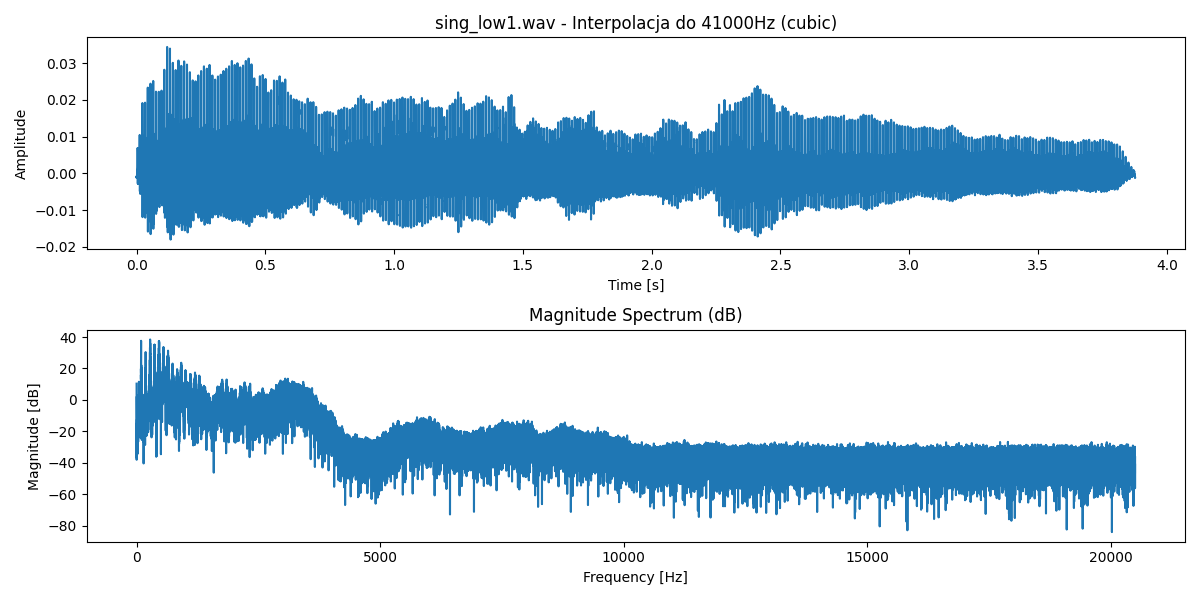 sing_low1.wav - Interpolacja do 41000Hz (cubic)
0.03
0.02
0.01
0.00
−0.01
−0.02
Amplitude
0.0 0.5 1.0 1.5 2.0 2.5 3.0 3.5 4.0
Time [s]
Magnitude Spectrum (dB)
40
20
0
−20
−40
−60
−80
Magnitude [dB]
0 5000 10000 15000 20000
Frequency [Hz]